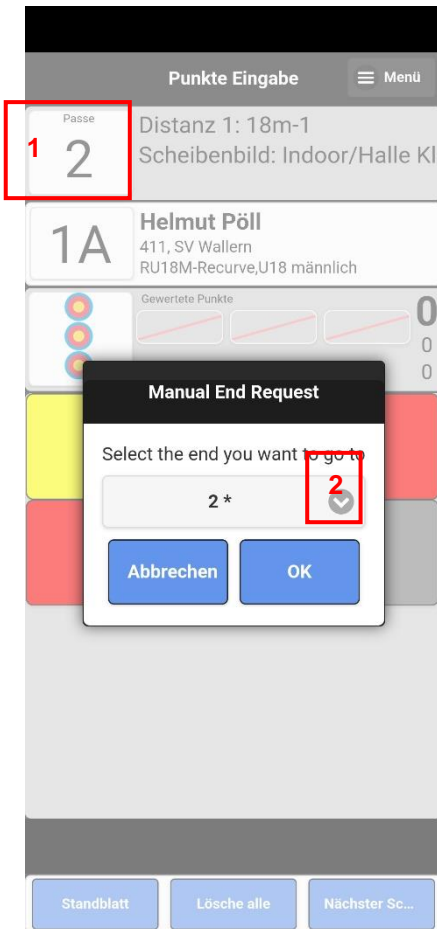 Punkte Eingabe
Menü
Passe
1
2
Distanz 1: 18m-1
Scheibenbild: Indoor/Halle Kl
1A
Helmut Pöll
411, SV Wallern
RU18M-Recurve,U18 männlich
Gewertete Punkte
0
0
0
Manual End Request
Select the end you want to go to
2 *
2
Abbrechen
OK
Standblatt
Lösche alle
Nächster Sc...